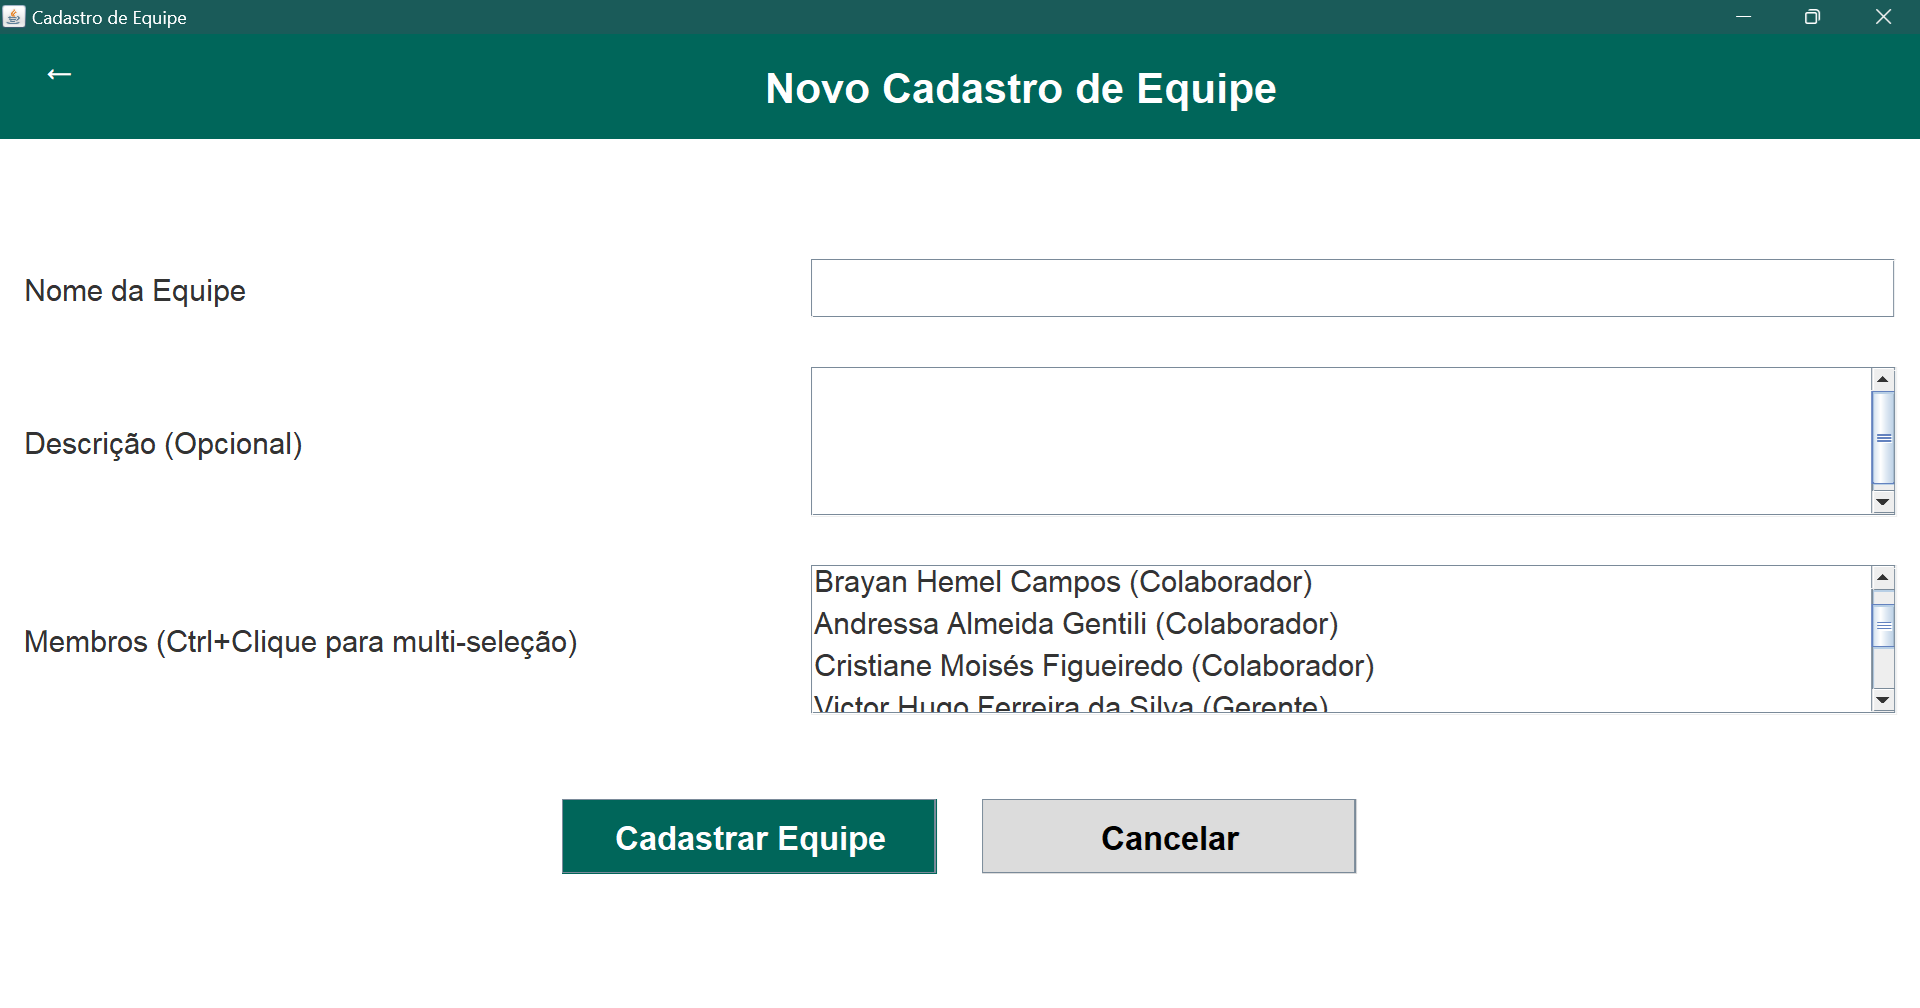 Cadastro de Equipe
←
Novo Cadastro de Equipe
Nome da Equipe
Descrição (Opcional)
Membros (Ctrl+Clique para multi-seleção)
Brayan Hemel Campos (Colaborador)
Andressa Almeida Gentili (Colaborador)
Cristiane Moisés Figueiredo (Colaborador)
Victor Hugo Ferreira da Silva (Gerente)
Cadastrar Equipe
Cancelar